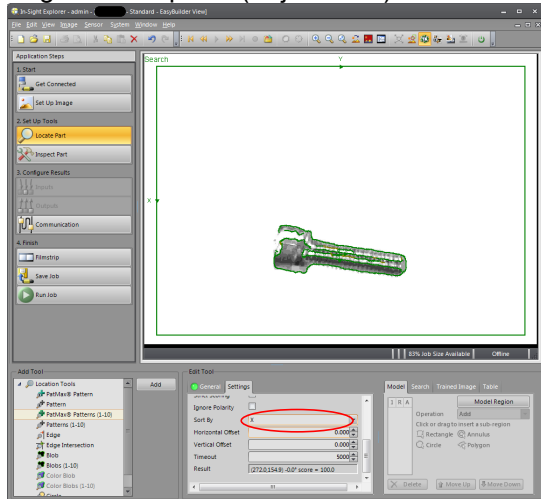 In-Sight Explorer - admin - - Standard - EasyBuilder View]
File Edit View Image Sensor System Window Help
Application Steps
1. Start
Get Connected
Set Up Image
2. Set Up Tools
Locate Part
Inspect Part
3. Configure Results
Inputs
Outputs
Communication
4. Finish
Filmstrip
Save Job
Run Job
Search
Y
X
83% Job Size Available
Offline
Add Tool
Location Tools
PatMax® Pattern
Pattern
PatMax® Patterns (1-10)
Patterns (1-10)
Edge
Edge Intersection
Blob
Blobs (1-10)
Color Blob
Color Blobs (1-10)
Circle
Add
Edit Tool
General
Settings
Ignore Polarity
Sort By
X
Horizontal Offset
0.000
Vertical Offset
0.000
Timeout
5000
Result
(272.0,154.9) -0.0° score = 100.0
Model
Search
Trained Image
Table
1 R A
Model Region
Operation
Add
Click or drag to insert a sub-region
Rectangle
Annulus
Circle
Polygon
Delete
Move Up
Move Down